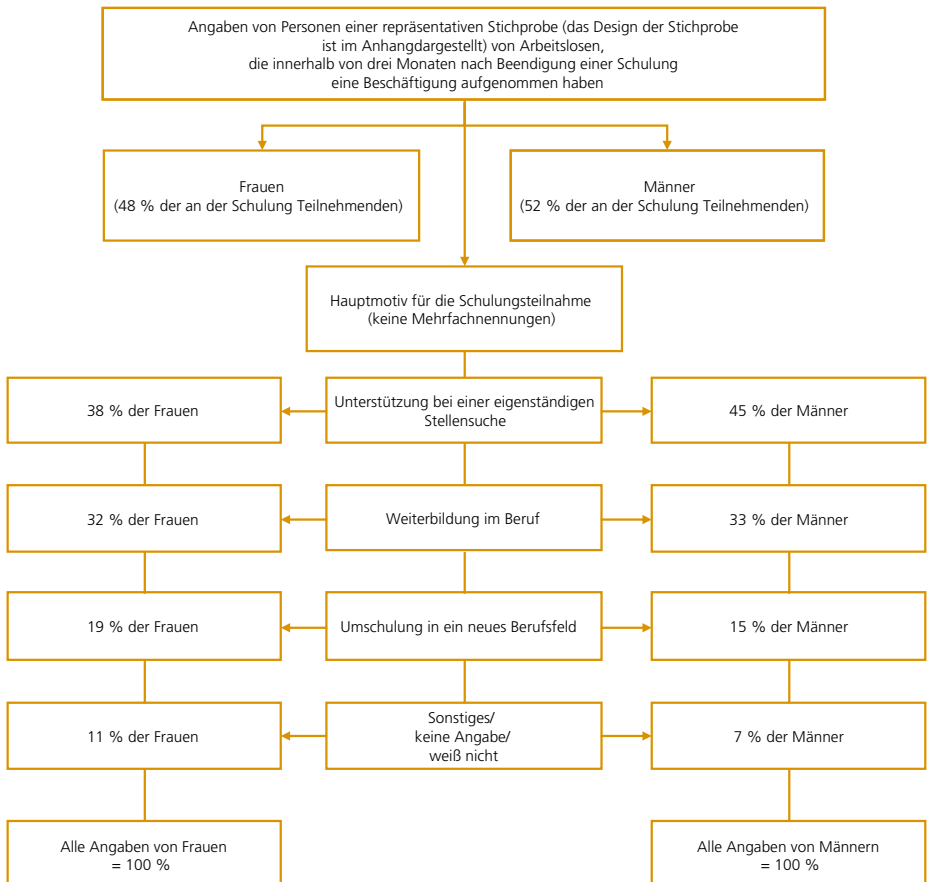 Angaben von Personen einer repräsentativen Stichprobe (das Design der Stichprobe
ist im Anhangdargestellt) von Arbeitslosen,
die innerhalb von drei Monaten nach Beendigung einer Schulung
eine Beschäftigung aufgenommen haben
Frauen
(48 % der an der Schulung Teilnehmenden)
Männer
(52 % der an der Schulung Teilnehmenden)
Hauptmotiv für die Schulungsteilnahme
(keine Mehrfachnennungen)
38 % der Frauen
Unterstützung bei einer eigenständigen
Stellensuche
45 % der Männer
32 % der Frauen
Weiterbildung im Beruf
33 % der Männer
19 % der Frauen
Umschulung in ein neues Berufsfeld
15 % der Männer
11 % der Frauen
Sonstiges/
keine Angabe/
weiß nicht
7 % der Männer
Alle Angaben von Frauen
= 100 %
Alle Angaben von Männern
= 100 %